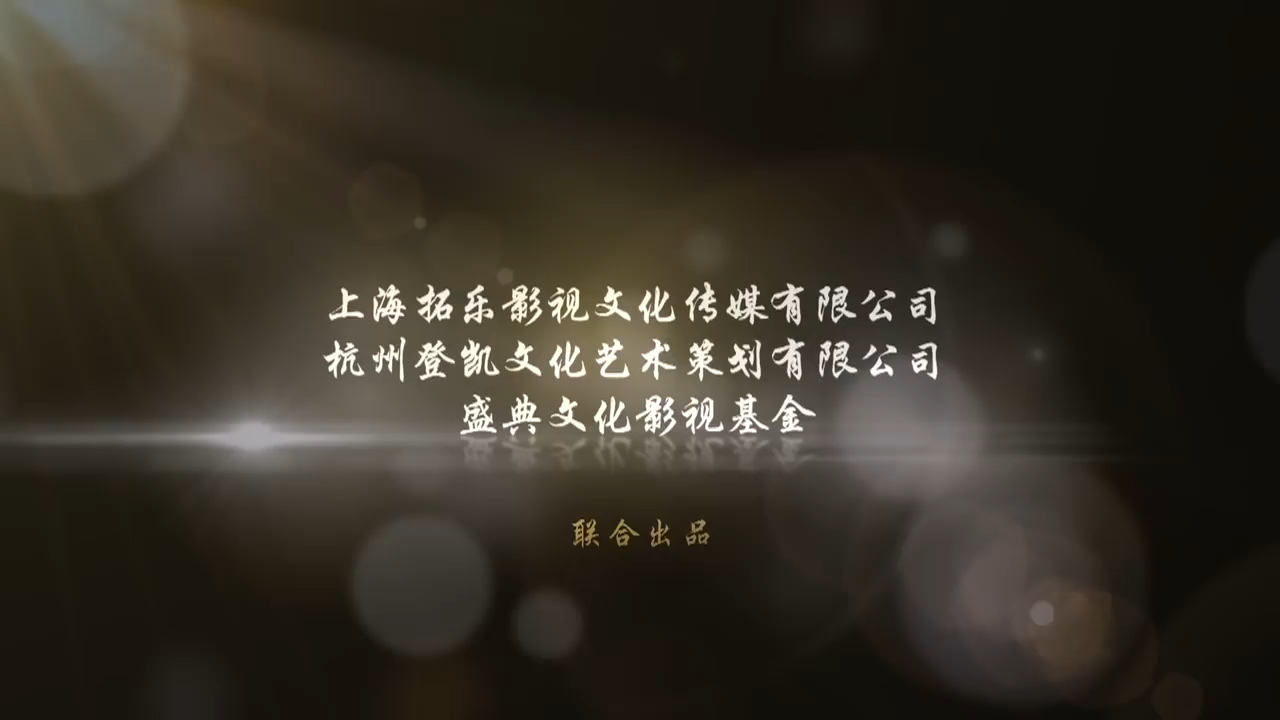 上海拓乐影视文化传媒有限公司
杭州登凯文化艺术策划有限公司
盛典文化影视基金
联合出品